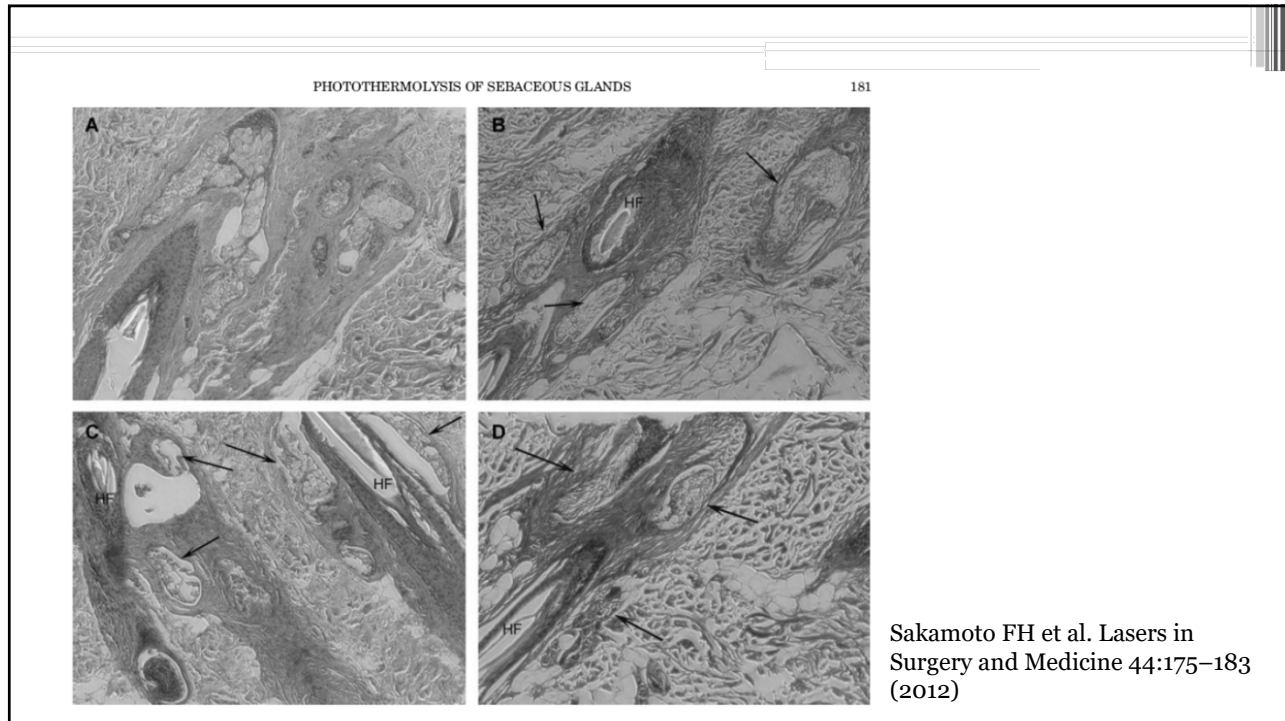 PHOTOTHERMOLYSIS OF SEBACEOUS GLANDS 181
A
B
HF
C
HF
HF
D
HF
Sakamoto FH et al. Lasers in
Surgery and Medicine 44:175–183
(2012)